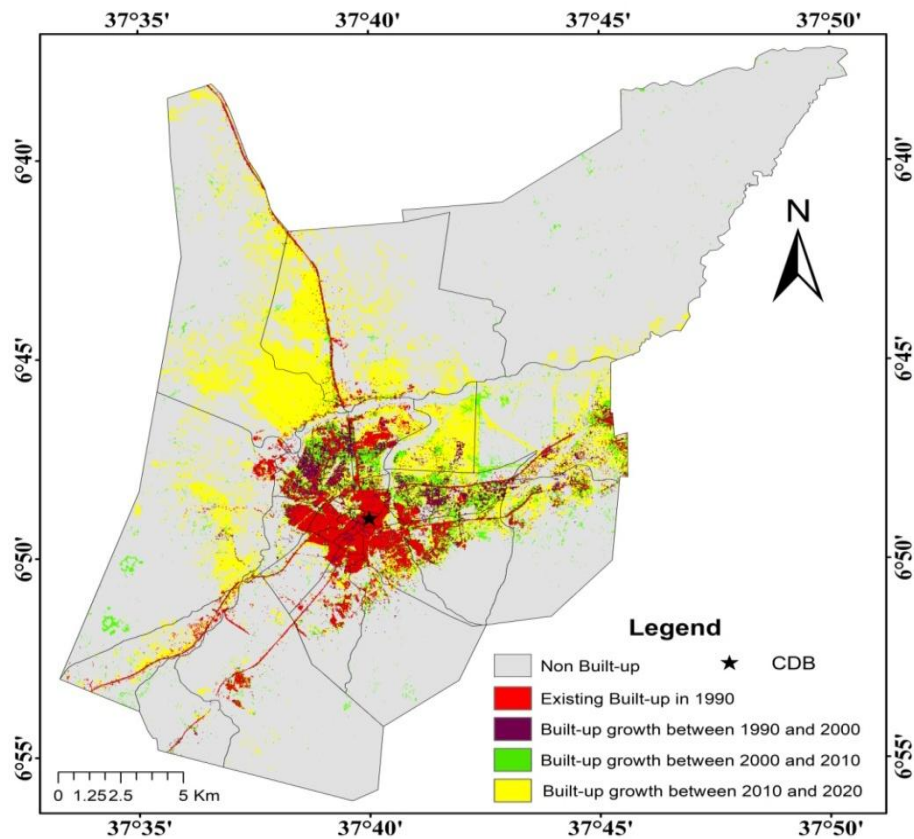 37°35' 37°40' 37°45' 37°50'
6°40' 6°40'
N
6°45' 6°45'
6°50' 6°50'
Legend
Non Built-up CDB
Existing Built-up in 1990
Built-up growth between 1990 and 2000
Built-up growth between 2000 and 2010
Built-up growth between 2010 and 2020
6°55' 6°55'
0 1.25 2.5 5 Km
37°35' 37°40' 37°45' 37°50'